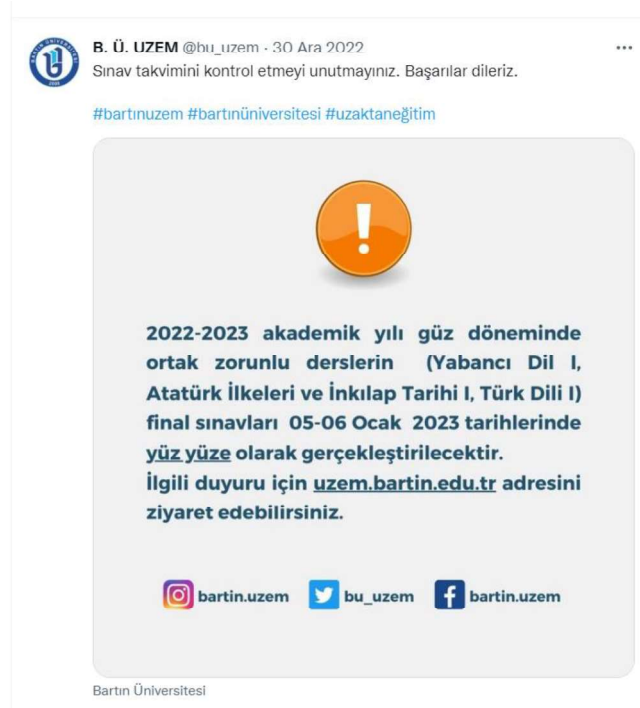 B. Ü. UZEM @bu_uzem · 30 Ara 2022
Sınav takvimini kontrol etmeyi unutmayınız. Başarılar dileriz.
#bartınuzem #bartınüniversitesi #uzaktaneğitim
!
2022-2023 akademik yılı güz döneminde
ortak zorunlu derslerin (Yabancı Dil I,
Atatürk İlkeleri ve İnkılap Tarihi I, Türk Dili I)
final sınavları 05-06 Ocak 2023 tarihlerinde
yüz yüze olarak gerçekleştirilecektir.
İlgili duyuru için uzem.bartin.edu.tr adresini
ziyaret edebilirsiniz.
bartin.uzem bu_uzem bartin.uzem
Bartın Üniversitesi